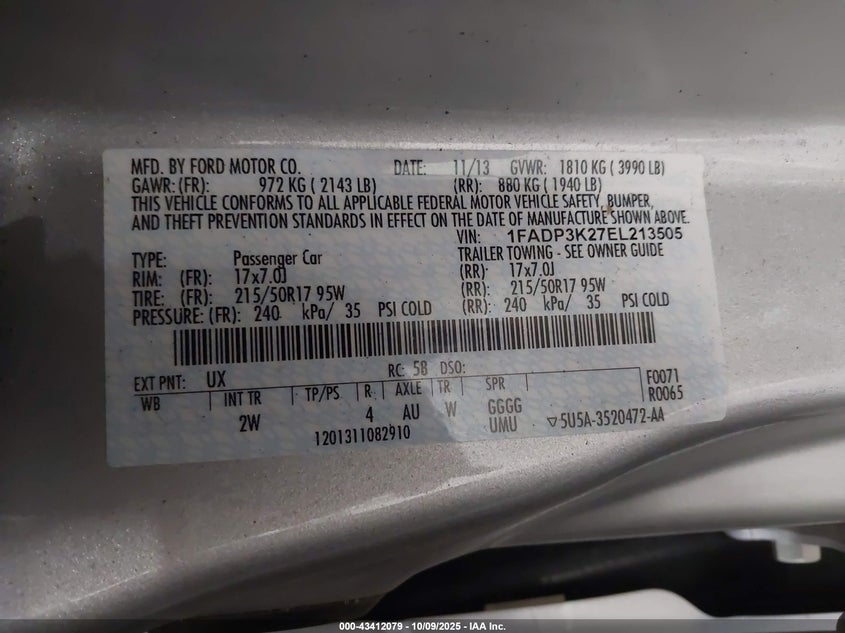 MFD. BY FORD MOTOR CO. DATE: 11/13 GVWR: 1810 KG ( 3990 LB)
GAWR: (FR): 972 KG ( 2143 LB) (RR): 880 KG ( 1940 LB)
THIS VEHICLE CONFORMS TO ALL APPLICABLE FEDERAL MOTOR VEHICLE SAFETY, BUMPER,
AND THEFT PREVENTION STANDARDS IN EFFECT ON THE DATE OF MANUFACTURE SHOWN ABOVE.
VIN: 1FADP3K27EL213505
TYPE: Passenger Car TRAILER TOWING - SEE OWNER GUIDE
RIM: (FR): 17x7.0J (RR): 17x7.0J
TIRE: (FR): 215/50R17 95W (RR): 215/50R17 95W
PRESSURE: (FR): 240 kPa/ 35 PSI COLD (RR): 240 kPa/ 35 PSI COLD
EXT PNT: UX RC: 58 DSO: F0071
WB INT TR TP/PS R AXLE TR SPR R0065
2W 4 AU W GGGG
UMU ▽5U5A-3520472-AA
1201311082910
000-43412079 - 10/09/2025 - IAA Inc.